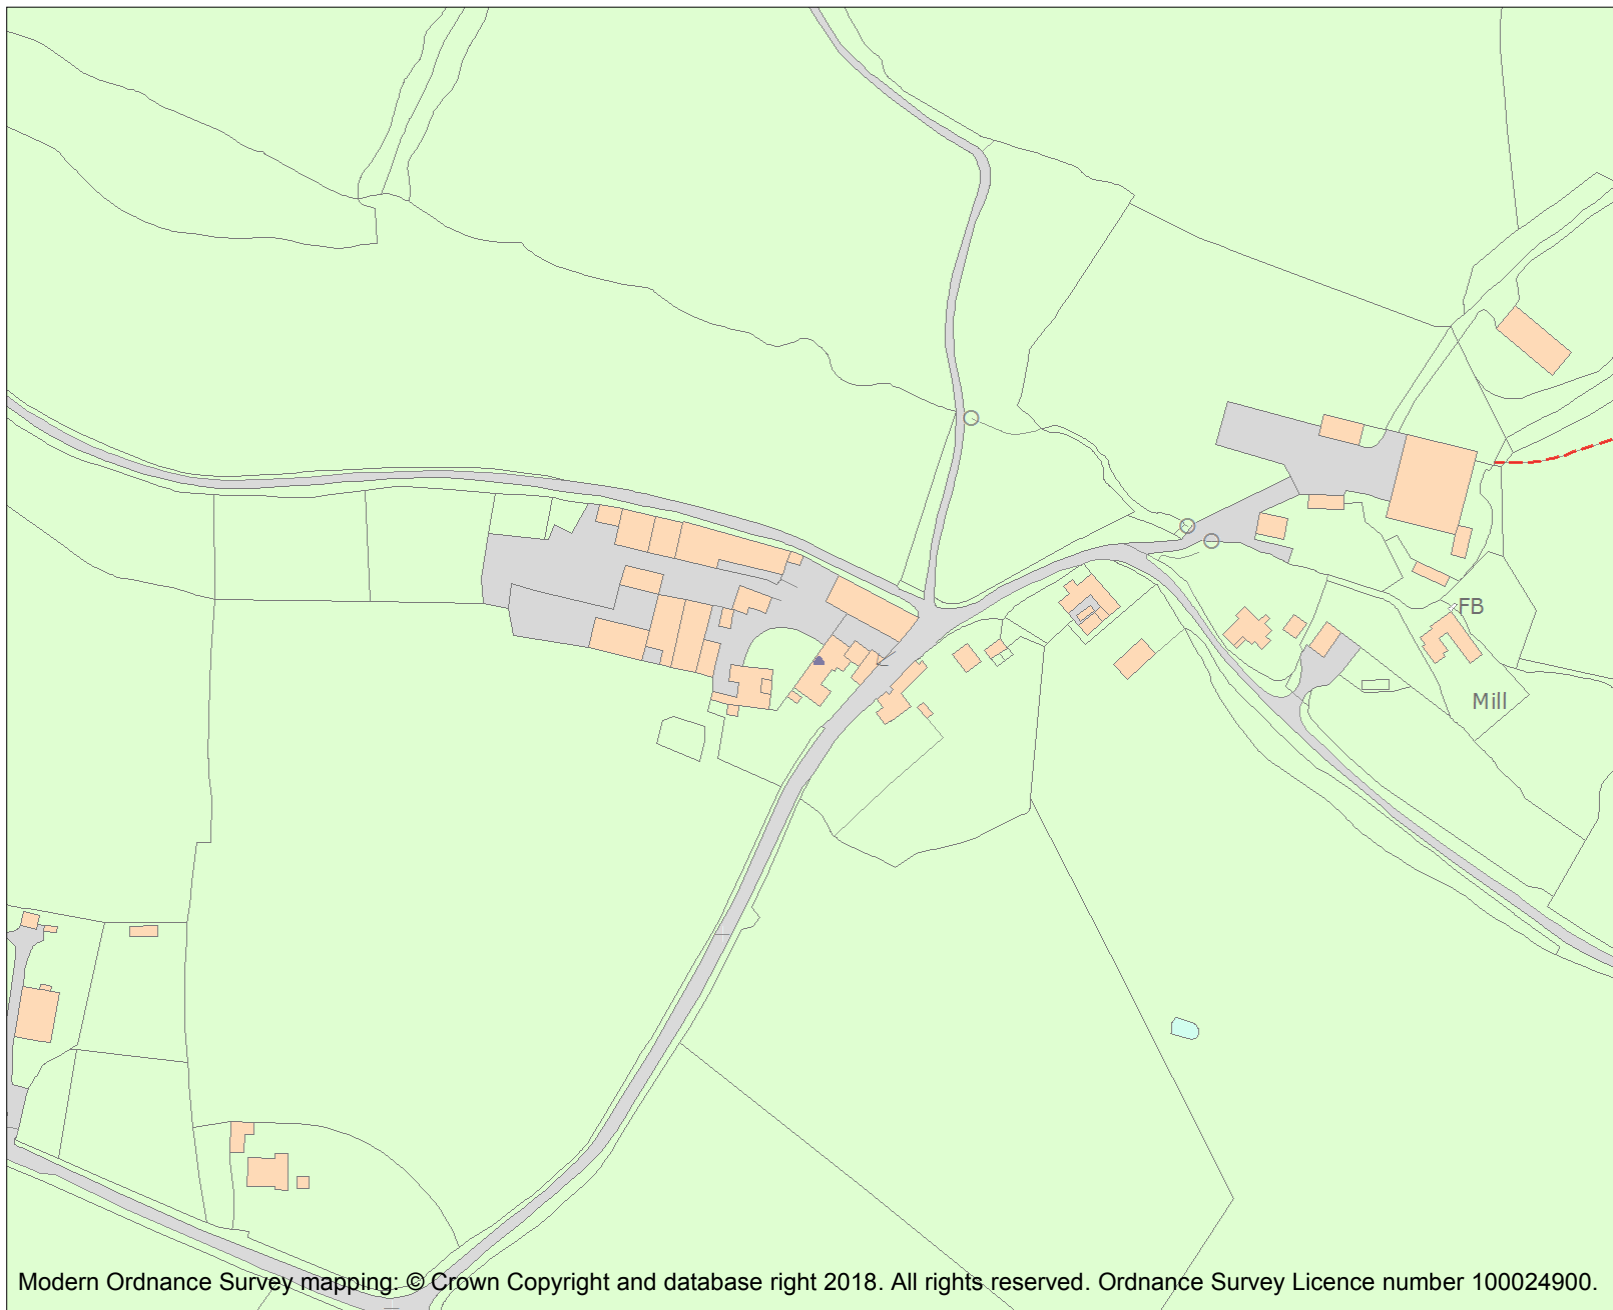 FB
Mill
Modern Ordnance Survey mapping: © Crown Copyright and database right 2018. All rights reserved. Ordnance Survey Licence number 100024900.